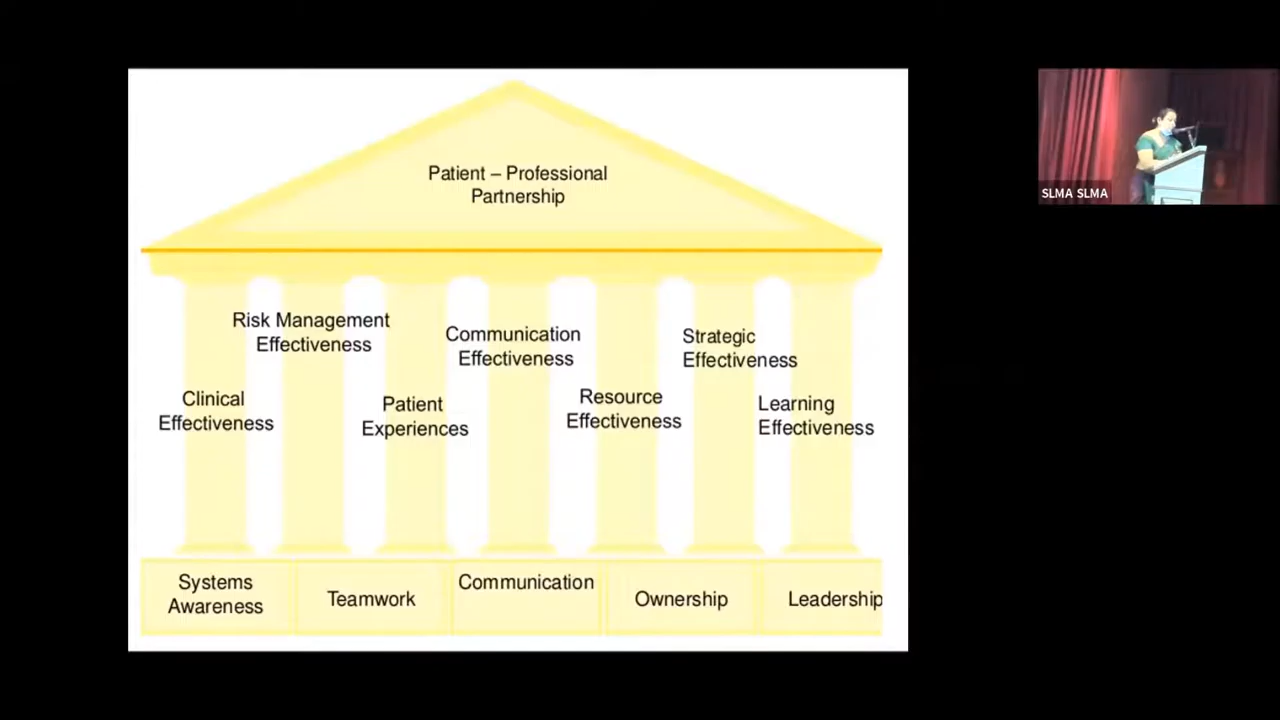 Patient – Professional
Partnership
Risk Management
Effectiveness
Communication
Effectiveness
Strategic
Effectiveness
Clinical
Effectiveness
Patient
Experiences
Resource
Effectiveness
Learning
Effectiveness
Systems
Awareness
Teamwork
Communication
Ownership
Leadership
SLMA SLMA